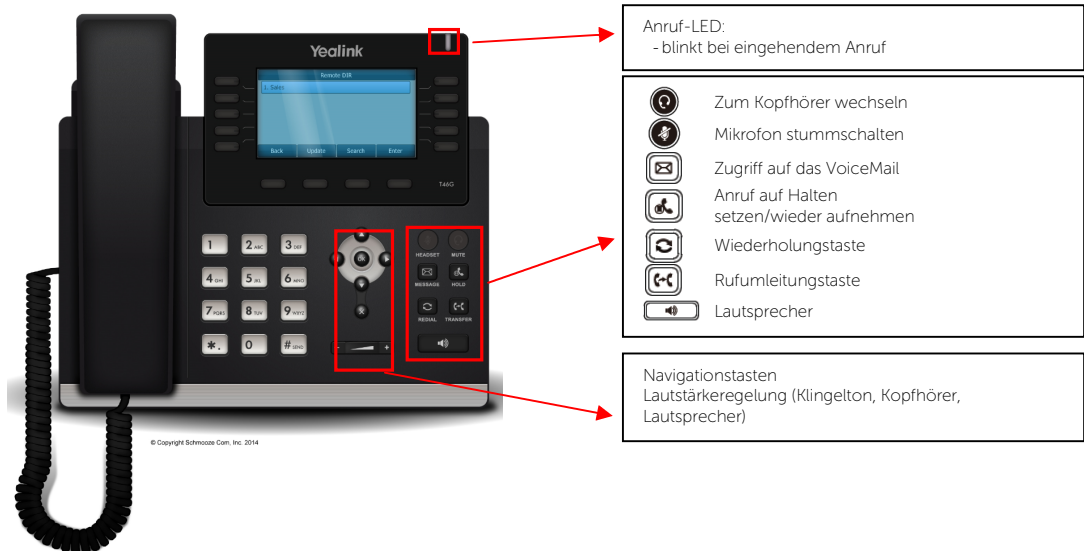 Yealink
Remote DIR
1. Sales
Back Update Search Enter
T46G
1 2 ABC 3 DEF
4 GHI 5 JKL 6 MNO
7 PQRS 8 TUV 9 WXYZ
*. 0 # SEND
OK
HEADSET MUTE
MESSAGE HOLD
REDIAL TRANSFER
- +
© Copyright Schmooze Com, Inc. 2014
Anruf-LED:
- blinkt bei eingehendem Anruf
Zum Kopfhörer wechseln
Mikrofon stummschalten
Zugriff auf das VoiceMail
Anruf auf Halten
setzen/wieder aufnehmen
Wiederholungstaste
Rufumleitungstaste
Lautsprecher
Navigationstasten
Lautstärkeregelung (Klingelton, Kopfhörer,
Lautsprecher)